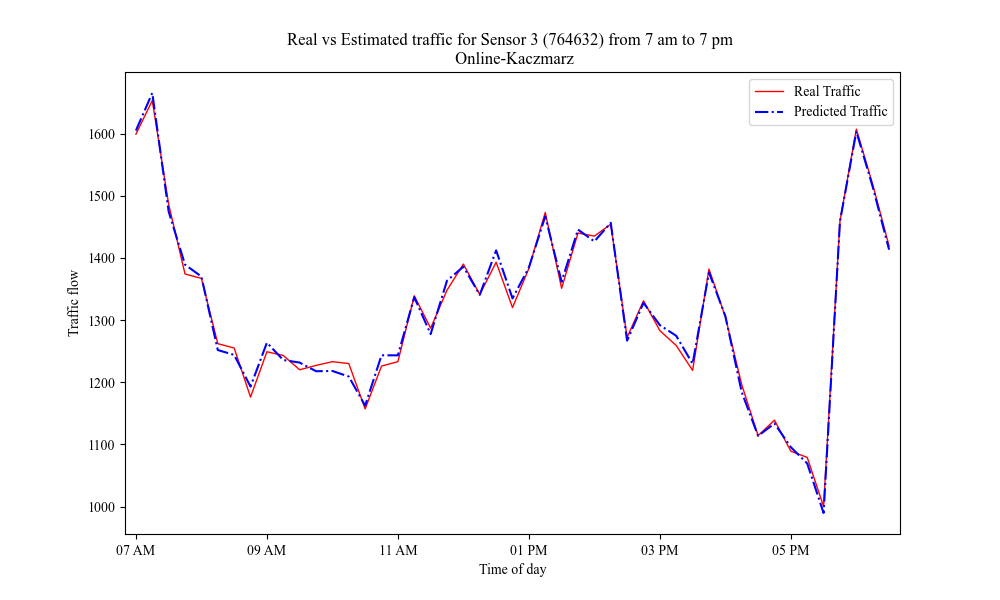 Real vs Estimated traffic for Sensor 3 (764632) from 7 am to 7 pm
Online-Kaczmarz
Real Traffic
Predicted Traffic
Traffic flow
1600
1500
1400
1300
1200
1100
1000
07 AM 09 AM 11 AM 01 PM 03 PM 05 PM
Time of day